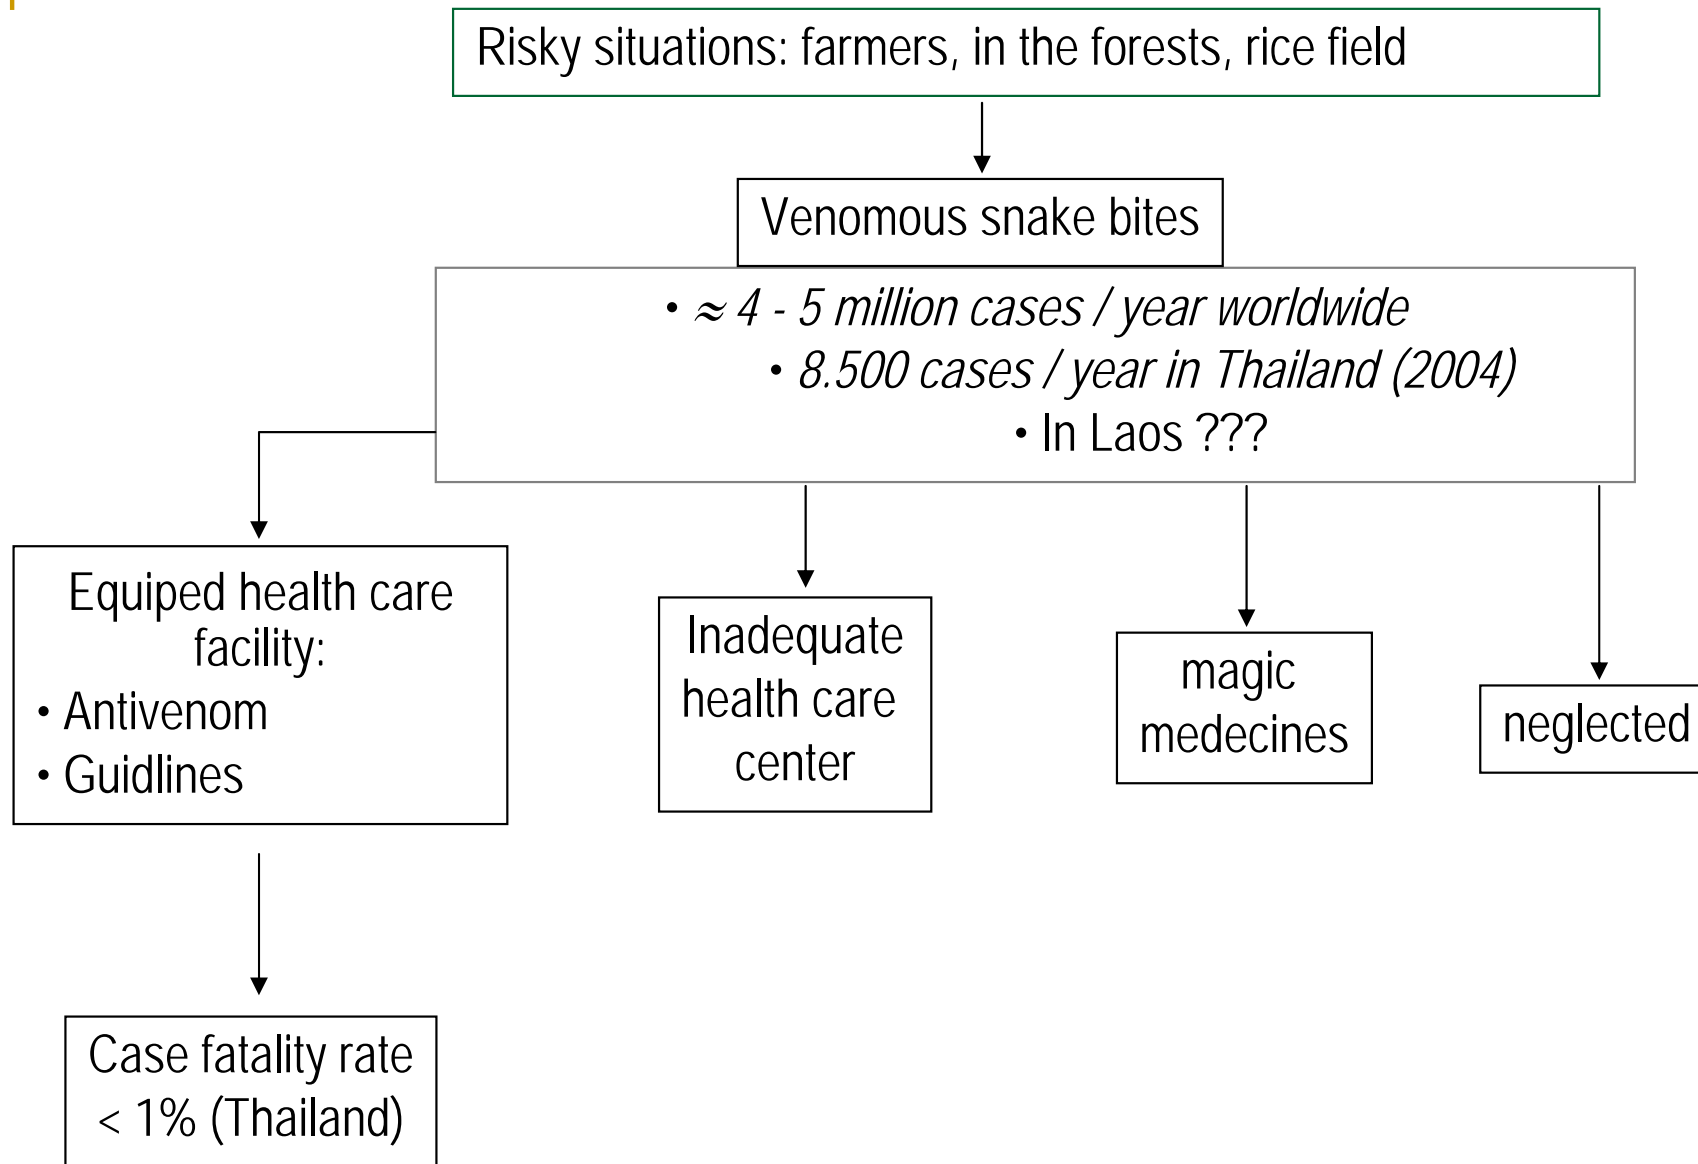 Risky situations: farmers, in the forests, rice field
Venomous snake bites
• ≈ 4 - 5 million cases / year worldwide
• 8.500 cases / year in Thailand (2004)
• In Laos ???
Equiped health care
facility:
• Antivenom
• Guidlines
Inadequate
health care
center
magic
medecines
neglected
Case fatality rate
< 1% (Thailand)